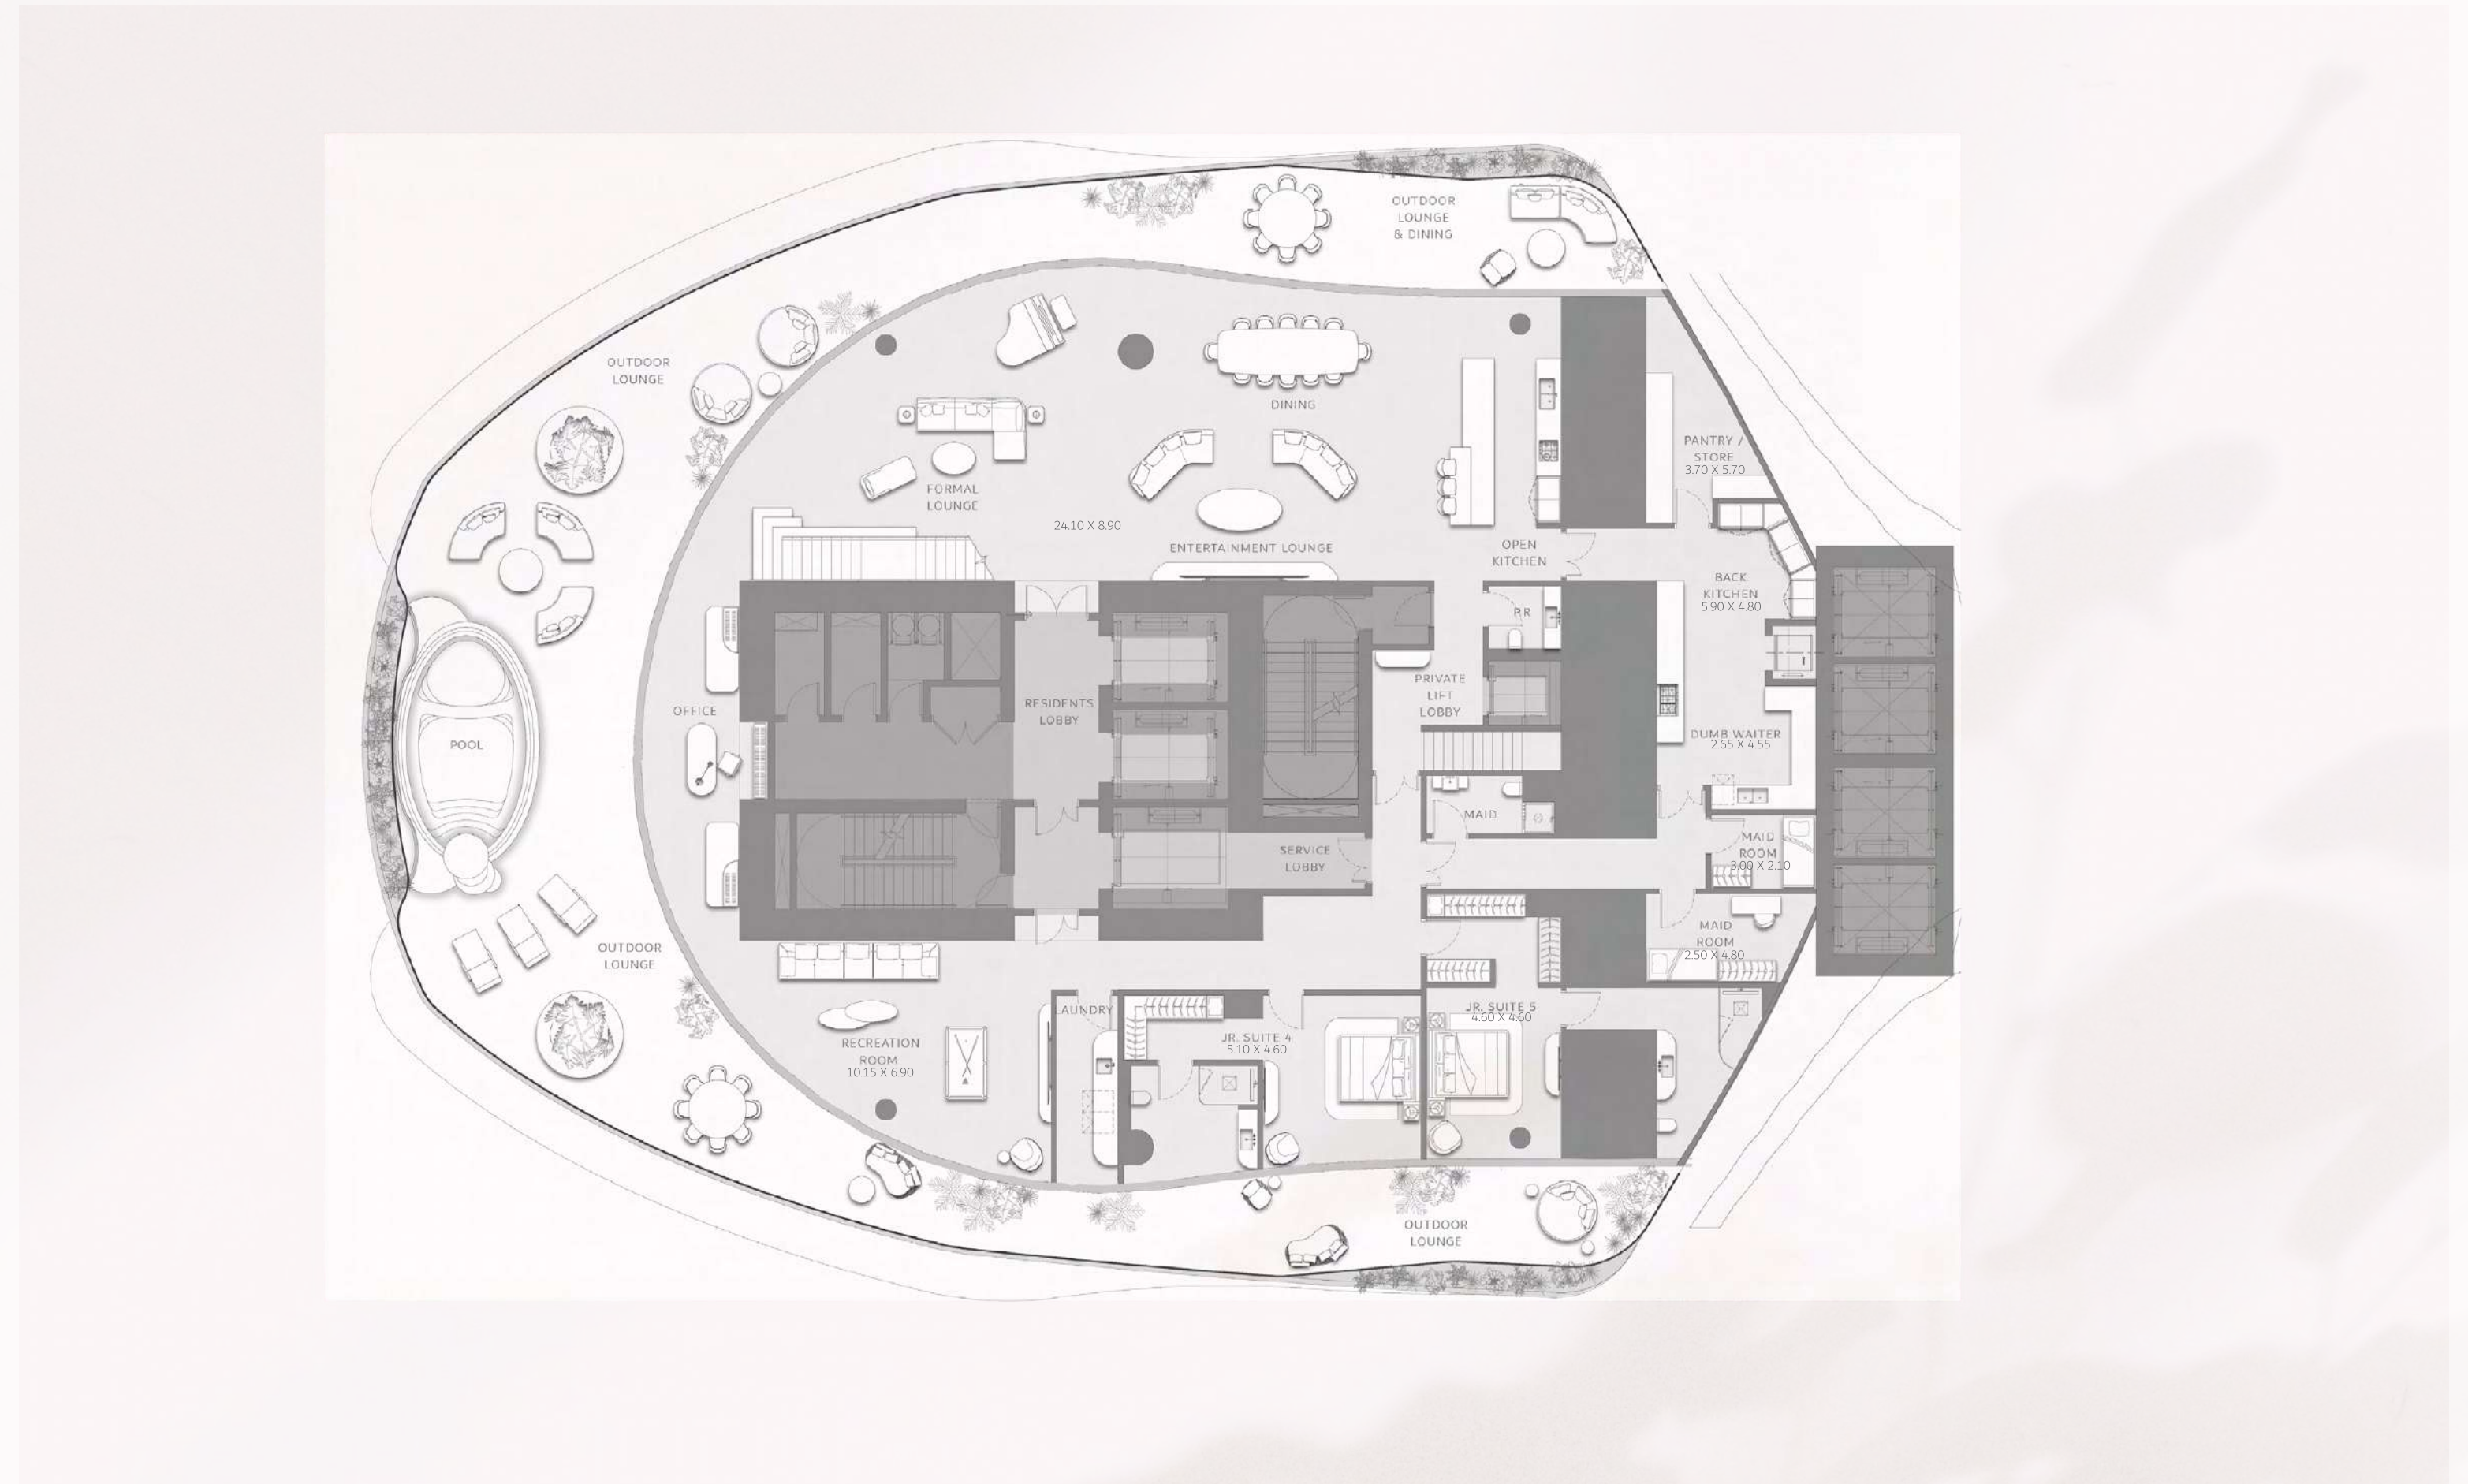 OUTDOOR
LOUNGE
& DINING
OUTDOOR
LOUNGE
DINING
PANTRY /
STORE
3.70 X 5.70
FORMAL
LOUNGE
24.10 X 8.90
ENTERTAINMENT LOUNGE
OPEN
KITCHEN
BACK
KITCHEN
5.90 X 4.80
P.R
PRIVATE
LIFT
LOBBY
RESIDENTS
LOBBY
OFFICE
POOL
DUMB WAITER
2.65 X 4.55
MAID
MAID
ROOM
3.00 X 2.10
SERVICE
LOBBY
MAID
ROOM
2.50 X 4.80
OUTDOOR
LOUNGE
LAUNDRY
JR. SUITE 5
4.60 X 4.60
JR. SUITE 4
5.10 X 4.60
RECREATION
ROOM
10.15 X 6.90
OUTDOOR
LOUNGE